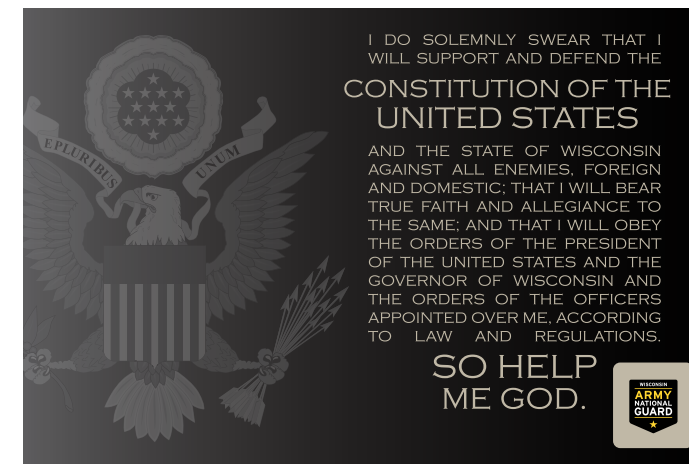 E PLURIBUS UNUM
I DO SOLEMNLY SWEAR THAT I
WILL SUPPORT AND DEFEND THE
CONSTITUTION OF THE
UNITED STATES
AND THE STATE OF WISCONSIN
AGAINST ALL ENEMIES, FOREIGN
AND DOMESTIC; THAT I WILL BEAR
TRUE FAITH AND ALLEGIANCE TO
THE SAME; AND THAT I WILL OBEY
THE ORDERS OF THE PRESIDENT
OF THE UNITED STATES AND THE
GOVERNOR OF WISCONSIN AND
THE ORDERS OF THE OFFICERS
APPOINTED OVER ME, ACCORDING
TO LAW AND REGULATIONS.
SO HELP
ME GOD.
WISCONSIN
ARMY
NATIONAL
GUARD